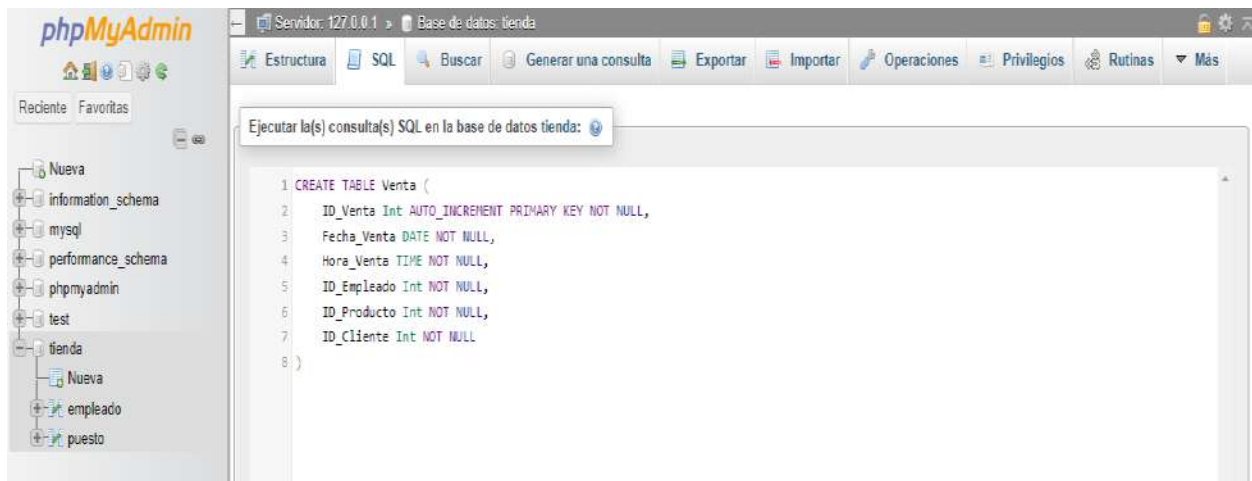 phpMyAdmin
Reciente Favoritas
Nueva
information_schema
mysql
performance_schema
phpmyadmin
test
tienda
Nueva
empleado
puesto
Servidor: 127.0.0.1 » Base de datos: tienda
Estructura SQL Buscar Generar una consulta Exportar Importar Operaciones Privilegios Rutinas Más
Ejecutar la(s) consulta(s) SQL en la base de datos tienda:
1 CREATE TABLE Venta (
2 ID_Venta Int AUTO_INCREMENT PRIMARY KEY NOT NULL,
3 Fecha_Venta DATE NOT NULL,
4 Hora_Venta TIME NOT NULL,
5 ID_Empleado Int NOT NULL,
6 ID_Producto Int NOT NULL,
7 ID_Cliente Int NOT NULL
8 )